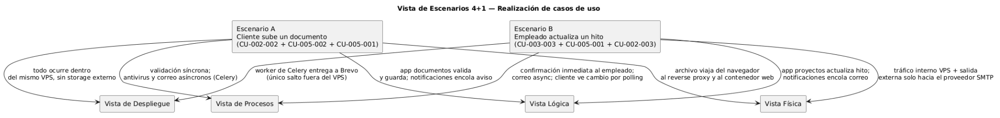 Vista de Escenarios 4+1 — Realización de casos de uso
Escenario A
Cliente sube un documento
(CU-002-002 + CU-005-002 + CU-005-001)
Escenario B
Empleado actualiza un hito
(CU-003-003 + CU-005-001 + CU-002-003)
todo ocurre dentro
del mismo VPS, sin storage externo
validación síncrona;
antivirus y correo asíncronos (Celery)
worker de Celery entrega a Brevo
(único salto fuera del VPS)
app documentos valida
y guarda; notificaciones encola aviso
confirmación inmediata al empleado;
correo async; cliente ve cambio por polling
archivo viaja del navegador
al reverse proxy y al contenedor web
app proyectos actualiza hito;
notificaciones encola correo
tráfico interno VPS + salida
externa solo hacia el proveedor SMTP
Vista de Despliegue
Vista de Procesos
Vista Lógica
Vista Física